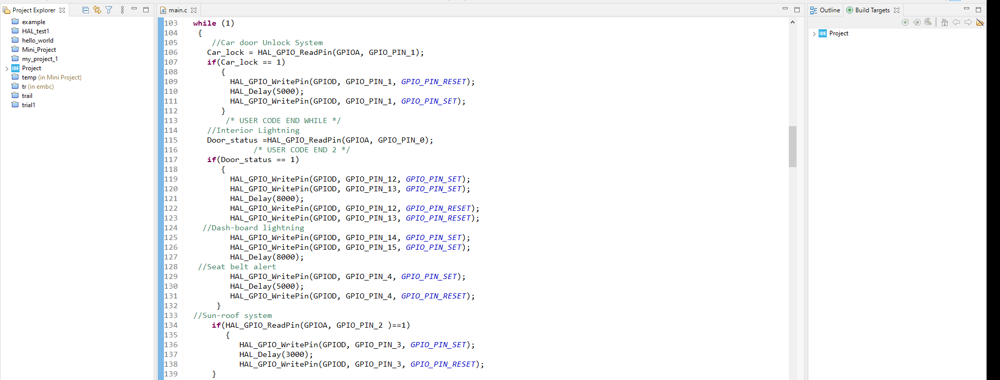 Project Explorer
example
HAL_test1
hello_world
Mini_Project
my_project_1
IDE Project
temp (in Mini Project)
tr (in embc)
trail
trial1
main.c
103 while (1)
104 {
105 //Car door Unlock System
106 Car_lock = HAL_GPIO_ReadPin(GPIOA, GPIO_PIN_1);
107 if(Car_lock == 1)
108 {
109 HAL_GPIO_WritePin(GPIOD, GPIO_PIN_1, GPIO_PIN_RESET);
110 HAL_Delay(5000);
111 HAL_GPIO_WritePin(GPIOD, GPIO_PIN_1, GPIO_PIN_SET);
112 }
113 /* USER CODE END WHILE */
114 //Interior Lightning
115 Door_status =HAL_GPIO_ReadPin(GPIOA, GPIO_PIN_0);
116 /* USER CODE END 2 */
117 if(Door_status == 1)
118 {
119 HAL_GPIO_WritePin(GPIOD, GPIO_PIN_12, GPIO_PIN_SET);
120 HAL_GPIO_WritePin(GPIOD, GPIO_PIN_13, GPIO_PIN_SET);
121 HAL_Delay(8000);
122 HAL_GPIO_WritePin(GPIOD, GPIO_PIN_12, GPIO_PIN_RESET);
123 HAL_GPIO_WritePin(GPIOD, GPIO_PIN_13, GPIO_PIN_RESET);
124 //Dash-board lightning
125 HAL_GPIO_WritePin(GPIOD, GPIO_PIN_14, GPIO_PIN_SET);
126 HAL_GPIO_WritePin(GPIOD, GPIO_PIN_15, GPIO_PIN_SET);
127 HAL_Delay(8000);
128 //Seat belt alert
129 HAL_GPIO_WritePin(GPIOD, GPIO_PIN_4, GPIO_PIN_SET);
130 HAL_Delay(5000);
131 HAL_GPIO_WritePin(GPIOD, GPIO_PIN_4, GPIO_PIN_RESET);
132 }
133 //Sun-roof system
134 if(HAL_GPIO_ReadPin(GPIOA, GPIO_PIN_2 )==1)
135 {
136 HAL_GPIO_WritePin(GPIOD, GPIO_PIN_3, GPIO_PIN_SET);
137 HAL_Delay(3000);
138 HAL_GPIO_WritePin(GPIOD, GPIO_PIN_3, GPIO_PIN_RESET);
139 }
Outline Build Targets
IDE Project